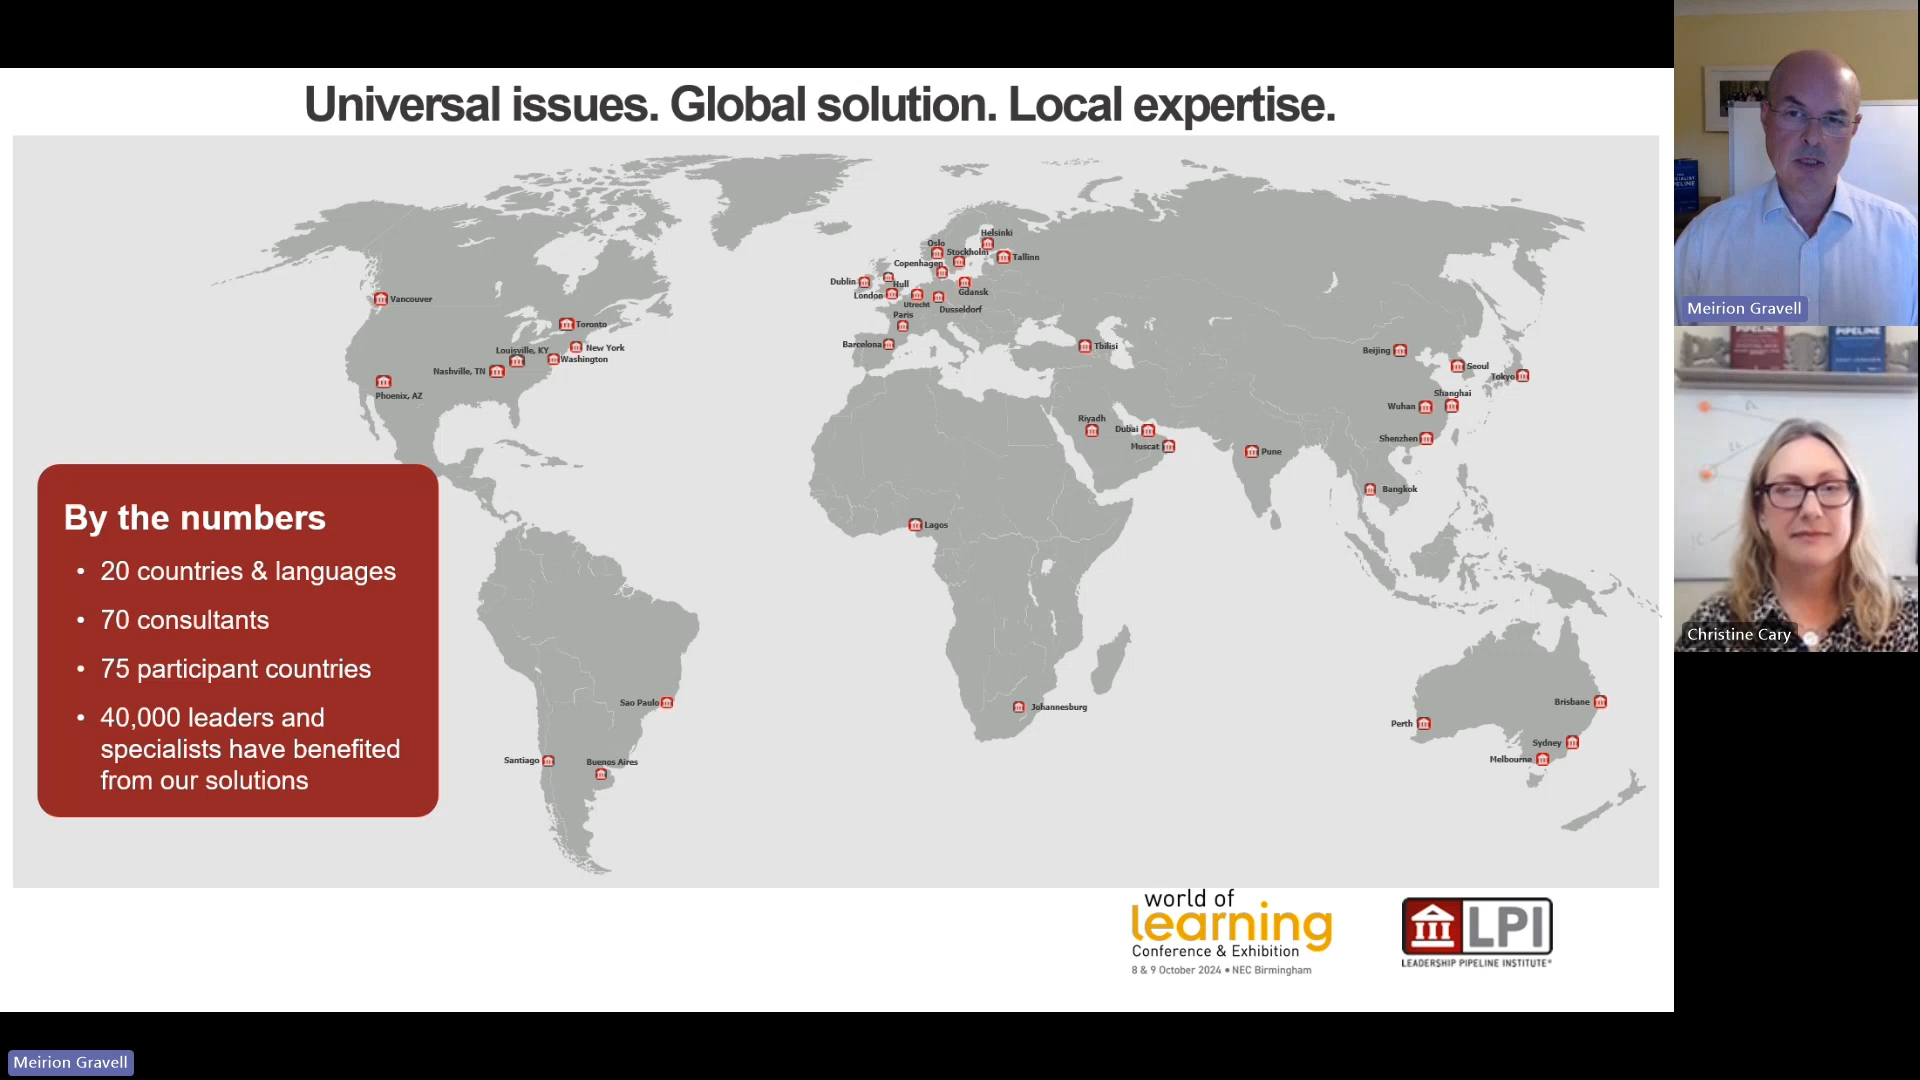 Universal issues. Global solution. Local expertise.
Helsinki
Oslo
Stockholm
Tallinn
Copenhagen
Dublin
Hull
Gdansk
London
Utrecht
Dusseldorf
Paris
Barcelona
Vancouver
Toronto
New York
Louisville, KY
Washington
Nashville, TN
Phoenix, AZ
Tbilisi
Beijing
Seoul
Tokyo
Shanghai
Wuhan
Shenzhen
Riyadh
Dubai
Muscat
Pune
Bangkok
Lagos
Johannesburg
Sao Paulo
Santiago
Buenos Aires
Perth
Brisbane
Sydney
Melbourne
By the numbers
• 20 countries & languages
• 70 consultants
• 75 participant countries
• 40,000 leaders and
specialists have benefited
from our solutions
world of
learning
Conference & Exhibition
8 & 9 October 2024 • NEC Birmingham
LPI
LEADERSHIP PIPELINE INSTITUTE®
PIPELINE
Meirion Gravell
PIPELINE
PIPELINE
Christine Cary
Meirion Gravell